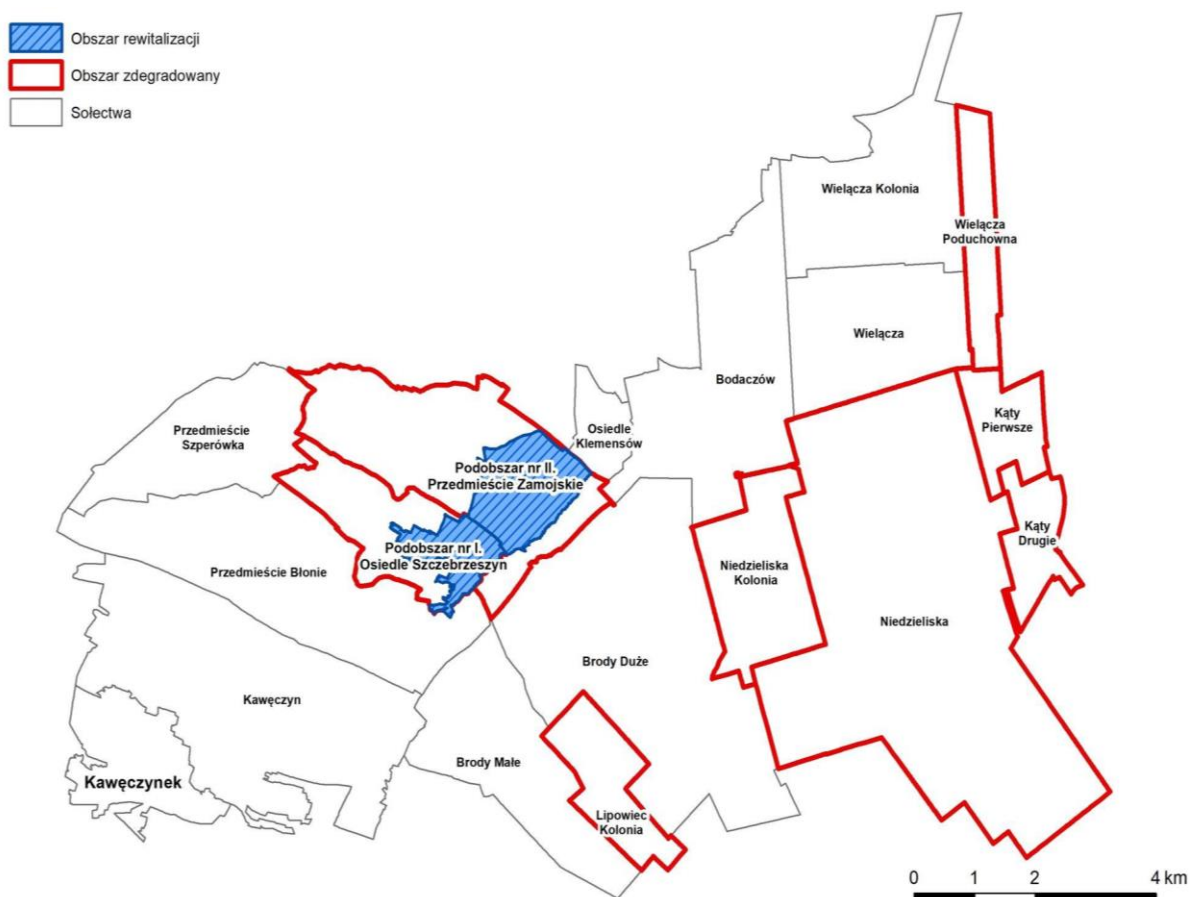 Obszar rewitalizacji
Obszar zdegradowany
Sołectwa
Wielącza Kolonia
Wielącza
Poduchowna
Wielącza
Bodaczów
Kąty
Pierwsze
Osiedle
Klemensów
Przedmieście
Szperówka
Podobszar nr II.
Przedmieście Zamojskie
Kąty
Drugie
Podobszar nr I.
Osiedle Szczebrzeszyn
Przedmieście Błonie
Niedzieliska
Kolonia
Niedzieliska
Brody Duże
Kawęczyn
Brody Małe
Kawęczynek
Lipowiec
Kolonia
0 1 2 4 km